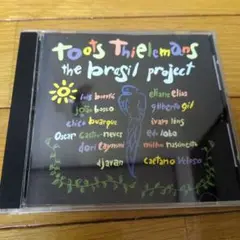 toots Thielemans
the brasil project
luiz bonfá
eliane elias
joão bosco
gilberto gil
chico buarque
ivan lins
oscar castro-neves
edu lobo
dori caymmi
milton nascimento
djavan
caetano veloso